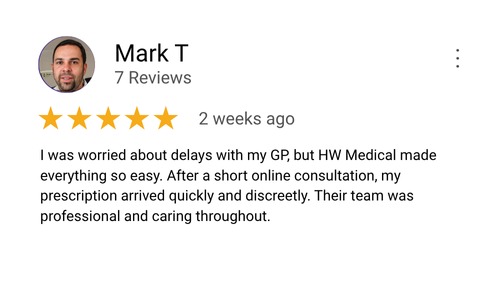 Mark T
7 Reviews
2 weeks ago
I was worried about delays with my GP, but HW Medical made
everything so easy. After a short online consultation, my
prescription arrived quickly and discreetly. Their team was
professional and caring throughout.